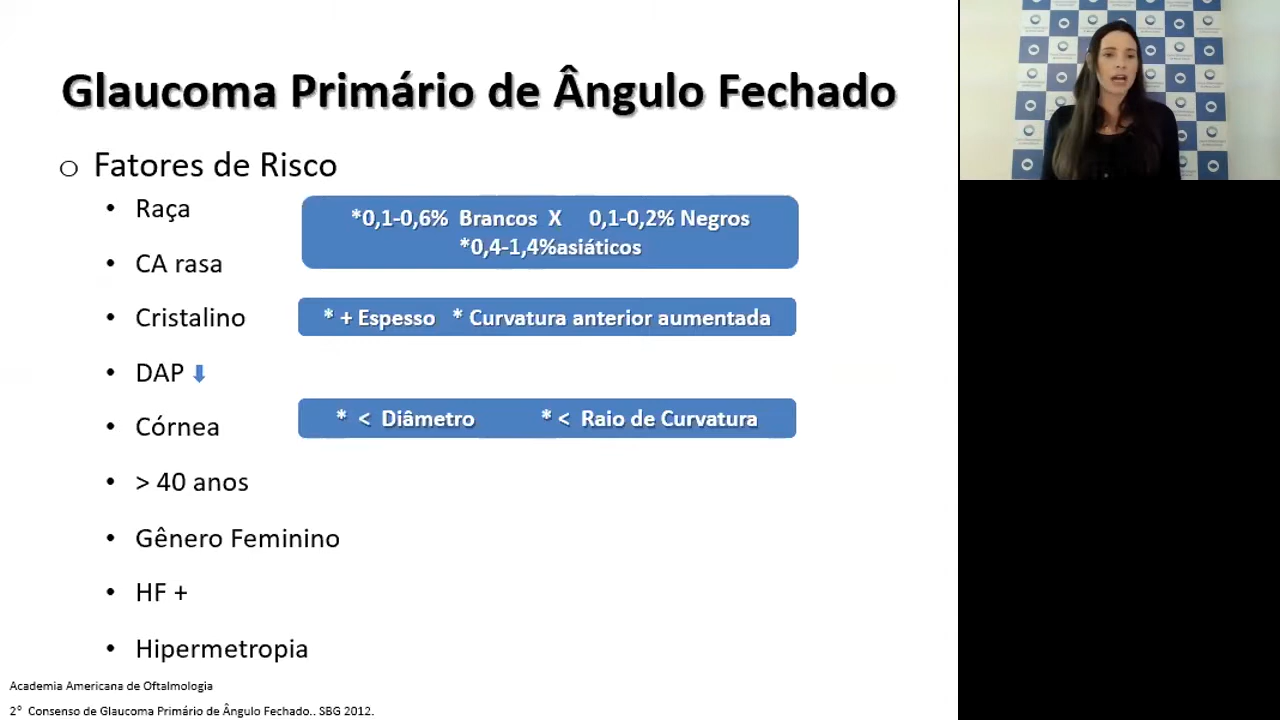 Glaucoma Primário de Ângulo Fechado
o Fatores de Risco
• Raça
*0,1-0,6% Brancos X 0,1-0,2% Negros
*0,4-1,4%asiáticos
• CA rasa
• Cristalino
* + Espesso * Curvatura anterior aumentada
• DAP ⬇
• Córnea
* < Diâmetro * < Raio de Curvatura
• > 40 anos
• Gênero Feminino
• HF +
• Hipermetropia
Academia Americana de Oftalmologia
2° Consenso de Glaucoma Primário de Ângulo Fechado.. SBG 2012.